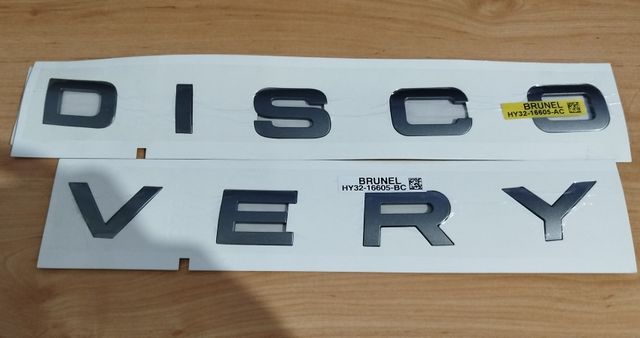 DISCO
BRUNEL
HY32-16605-AC
BRUNEL
HY32-16605-BC
VERY